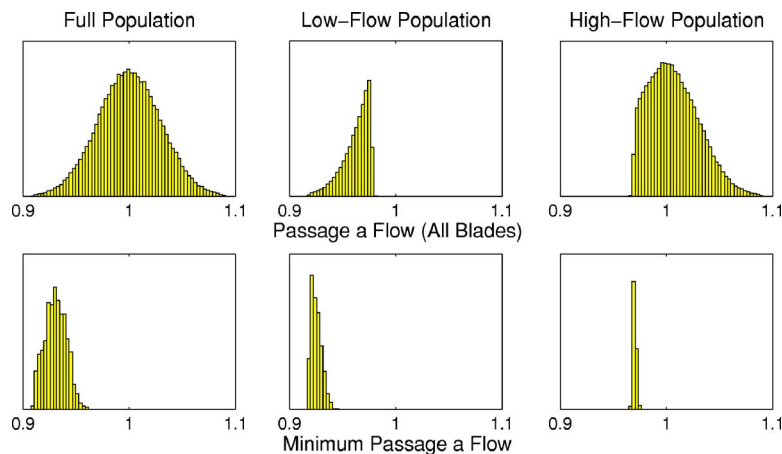 Full Population
Low-Flow Population
High-Flow Population
0.9 1 1.1
0.9 1 1.1
0.9 1 1.1
Passage a Flow (All Blades)
0.9 1 1.1
0.9 1 1.1
0.9 1 1.1
Minimum Passage a Flow